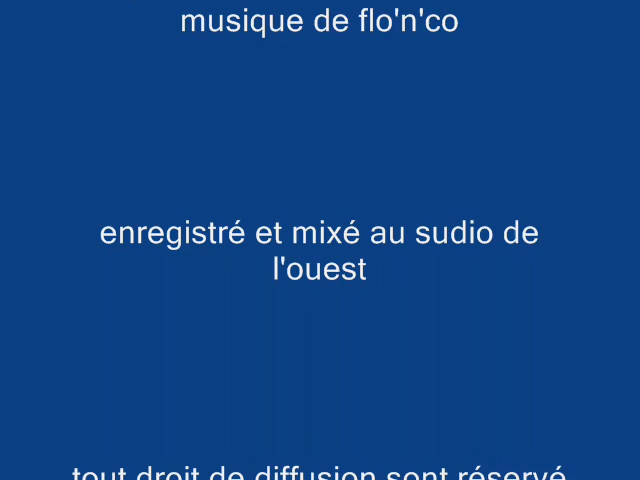 musique de flo'n'co
enregistré et mixé au sudio de
l'ouest
tout droit de diffusion sont réservé